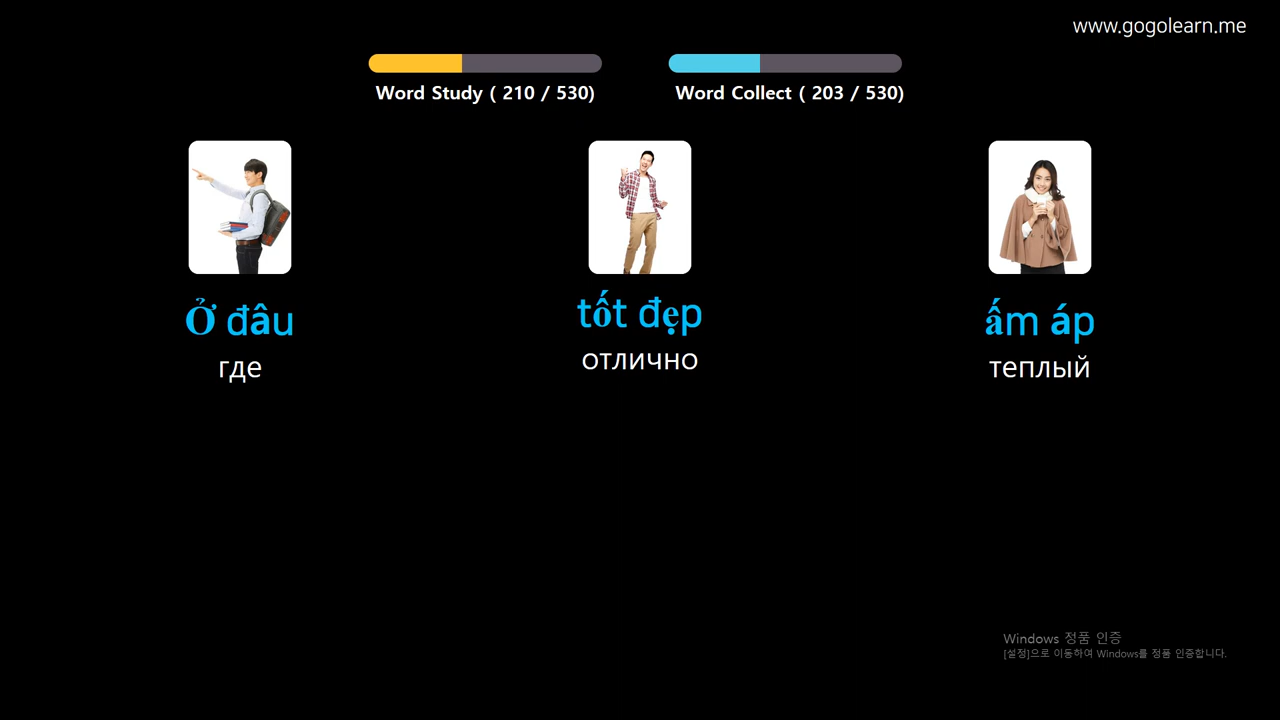 www.gogolearn.me
Word Study ( 210 / 530)
Word Collect ( 203 / 530)
Ở đâu
tốt đẹp
ấm áp
где
отлично
теплый
Windows 정품 인증
[설정]으로 이동하여 Windows를 정품 인증합니다.